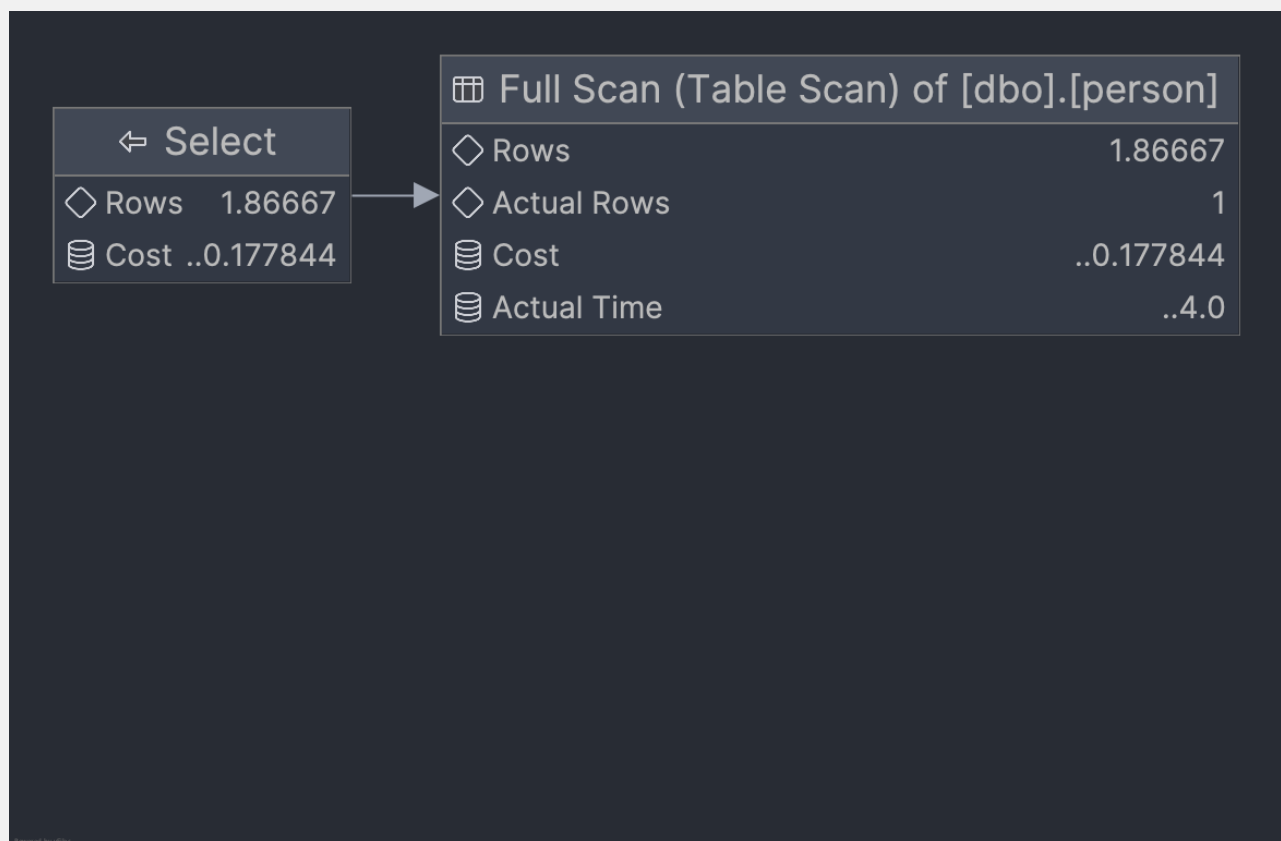 Select
Rows 1.86667
Cost ..0.177844
Full Scan (Table Scan) of [dbo].[person]
Rows 1.86667
Actual Rows 1
Cost ..0.177844
Actual Time ..4.0